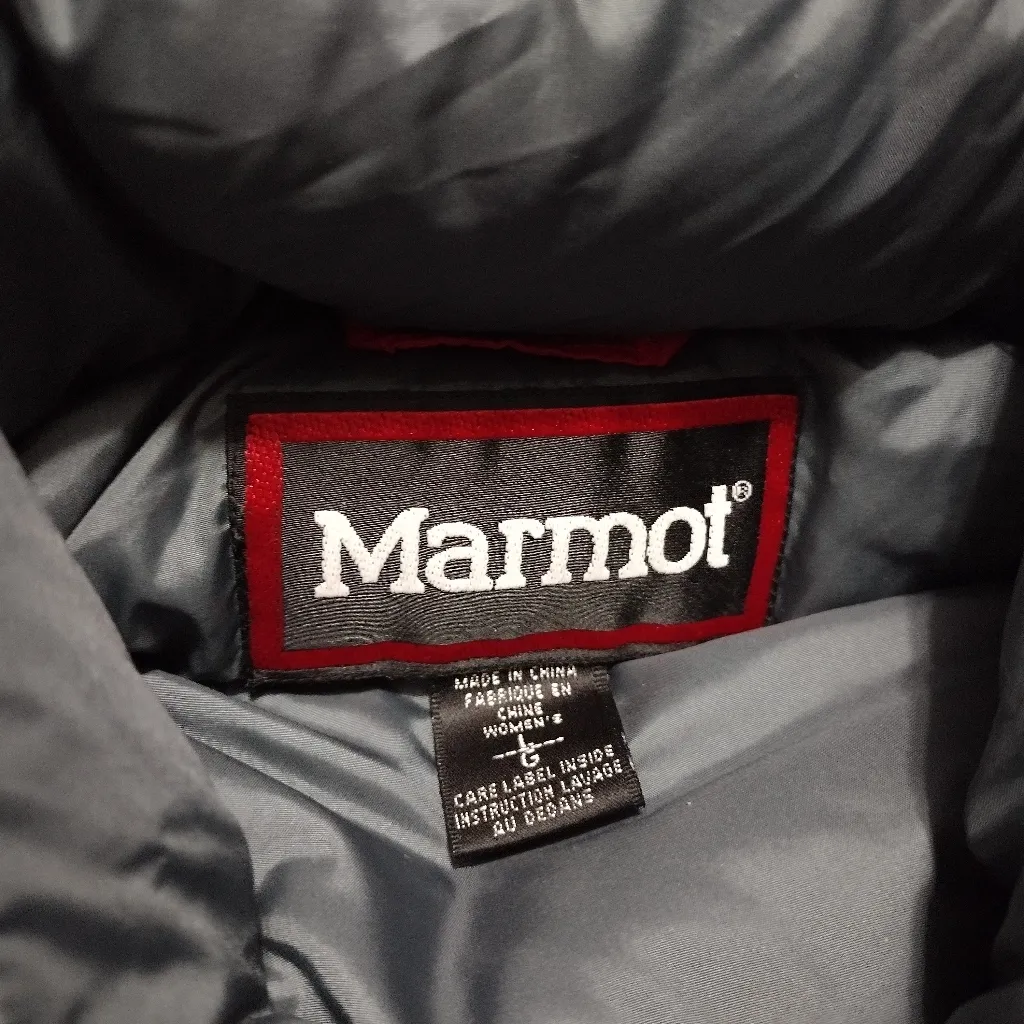 Marmot®
MADE IN CHINA
FABRIQUE EN
CHINE
WOMEN'S
L
G
CARE LABEL INSIDE
INSTRUCTION LAVAGE
AU DEDANS